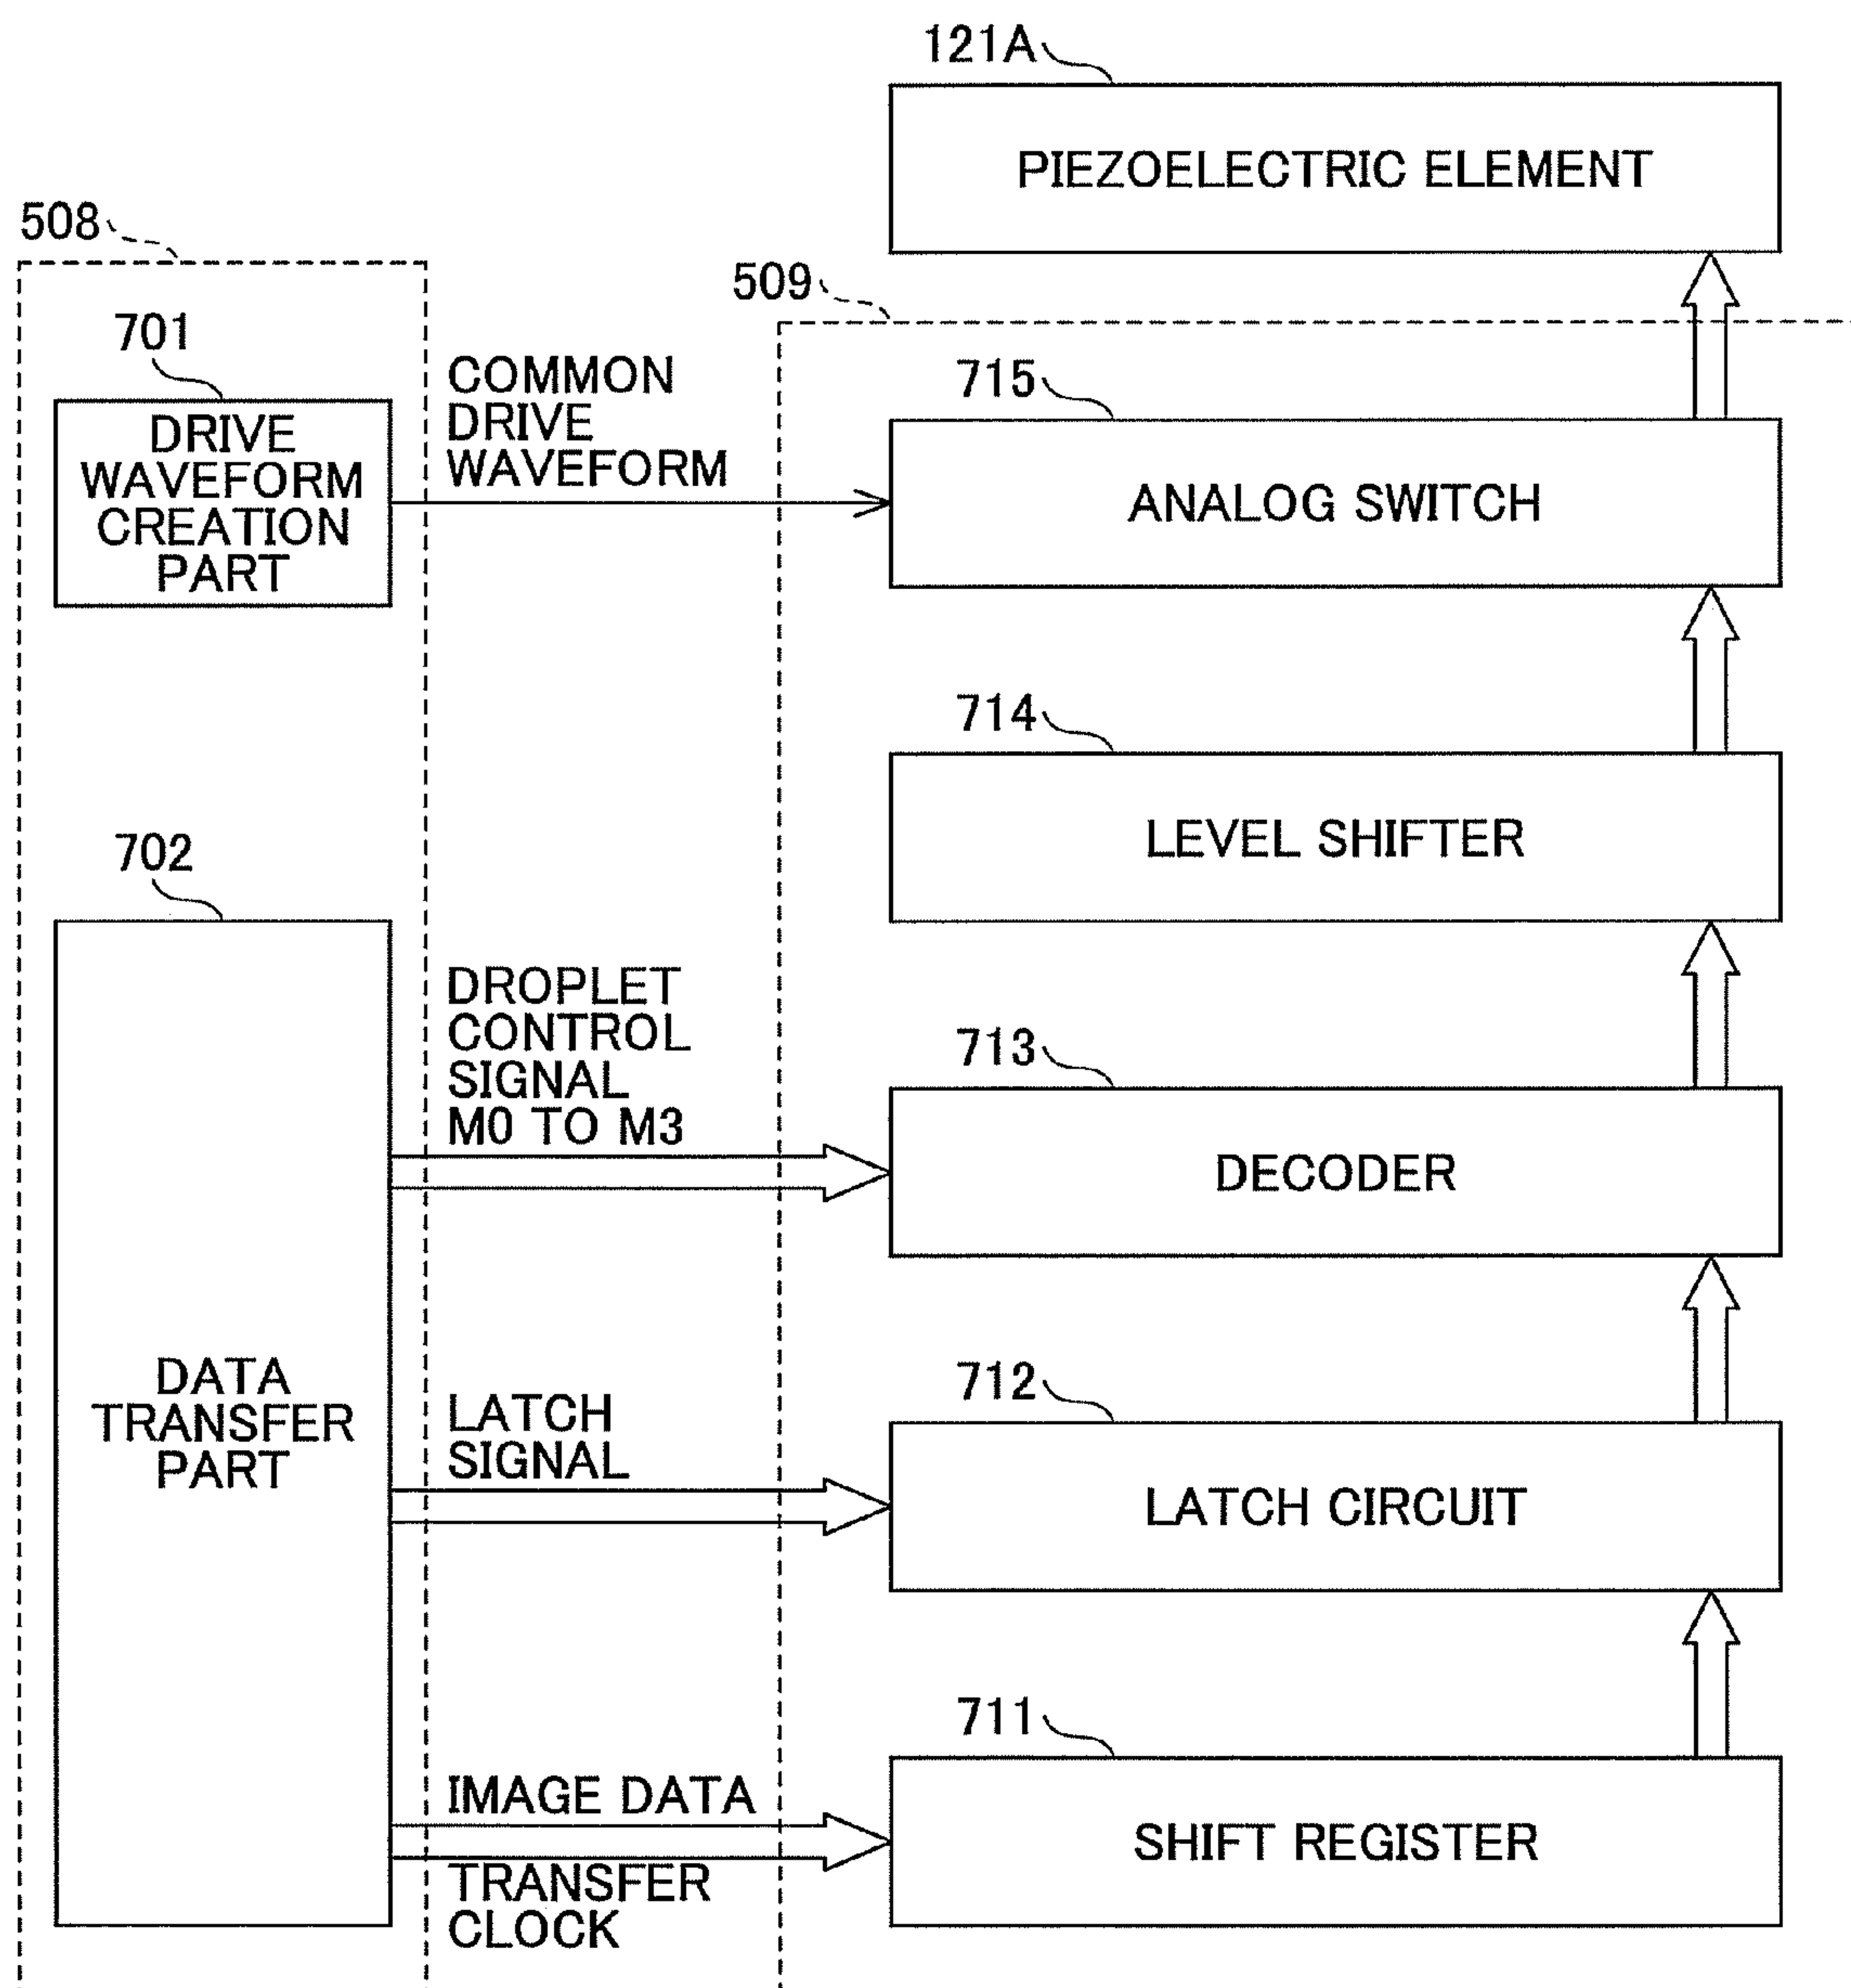 121A
PIEZOELECTRIC ELEMENT
508
509
701
DRIVE
WAVEFORM
CREATION
PART
COMMON
DRIVE
WAVEFORM
715
ANALOG SWITCH
714
LEVEL SHIFTER
702
DATA
TRANSFER
PART
DROPLET
CONTROL
SIGNAL
M0 TO M3
713
DECODER
LATCH
SIGNAL
712
LATCH CIRCUIT
IMAGE DATA
TRANSFER
CLOCK
711
SHIFT REGISTER